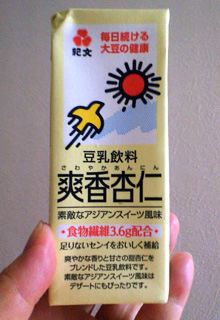 紀文
毎日続ける
大豆の健康
豆乳飲料
さわやかあんにん
爽香杏仁
素敵なアジアンスイーツ風味
・食物繊維3.6g配合・
足りないセンイをおいしく補給
爽やかな香りと甘さの甜杏仁を
ブレンドした豆乳飲料です。
素敵なアジアンスイーツ風味は
デザートにもぴったりです。